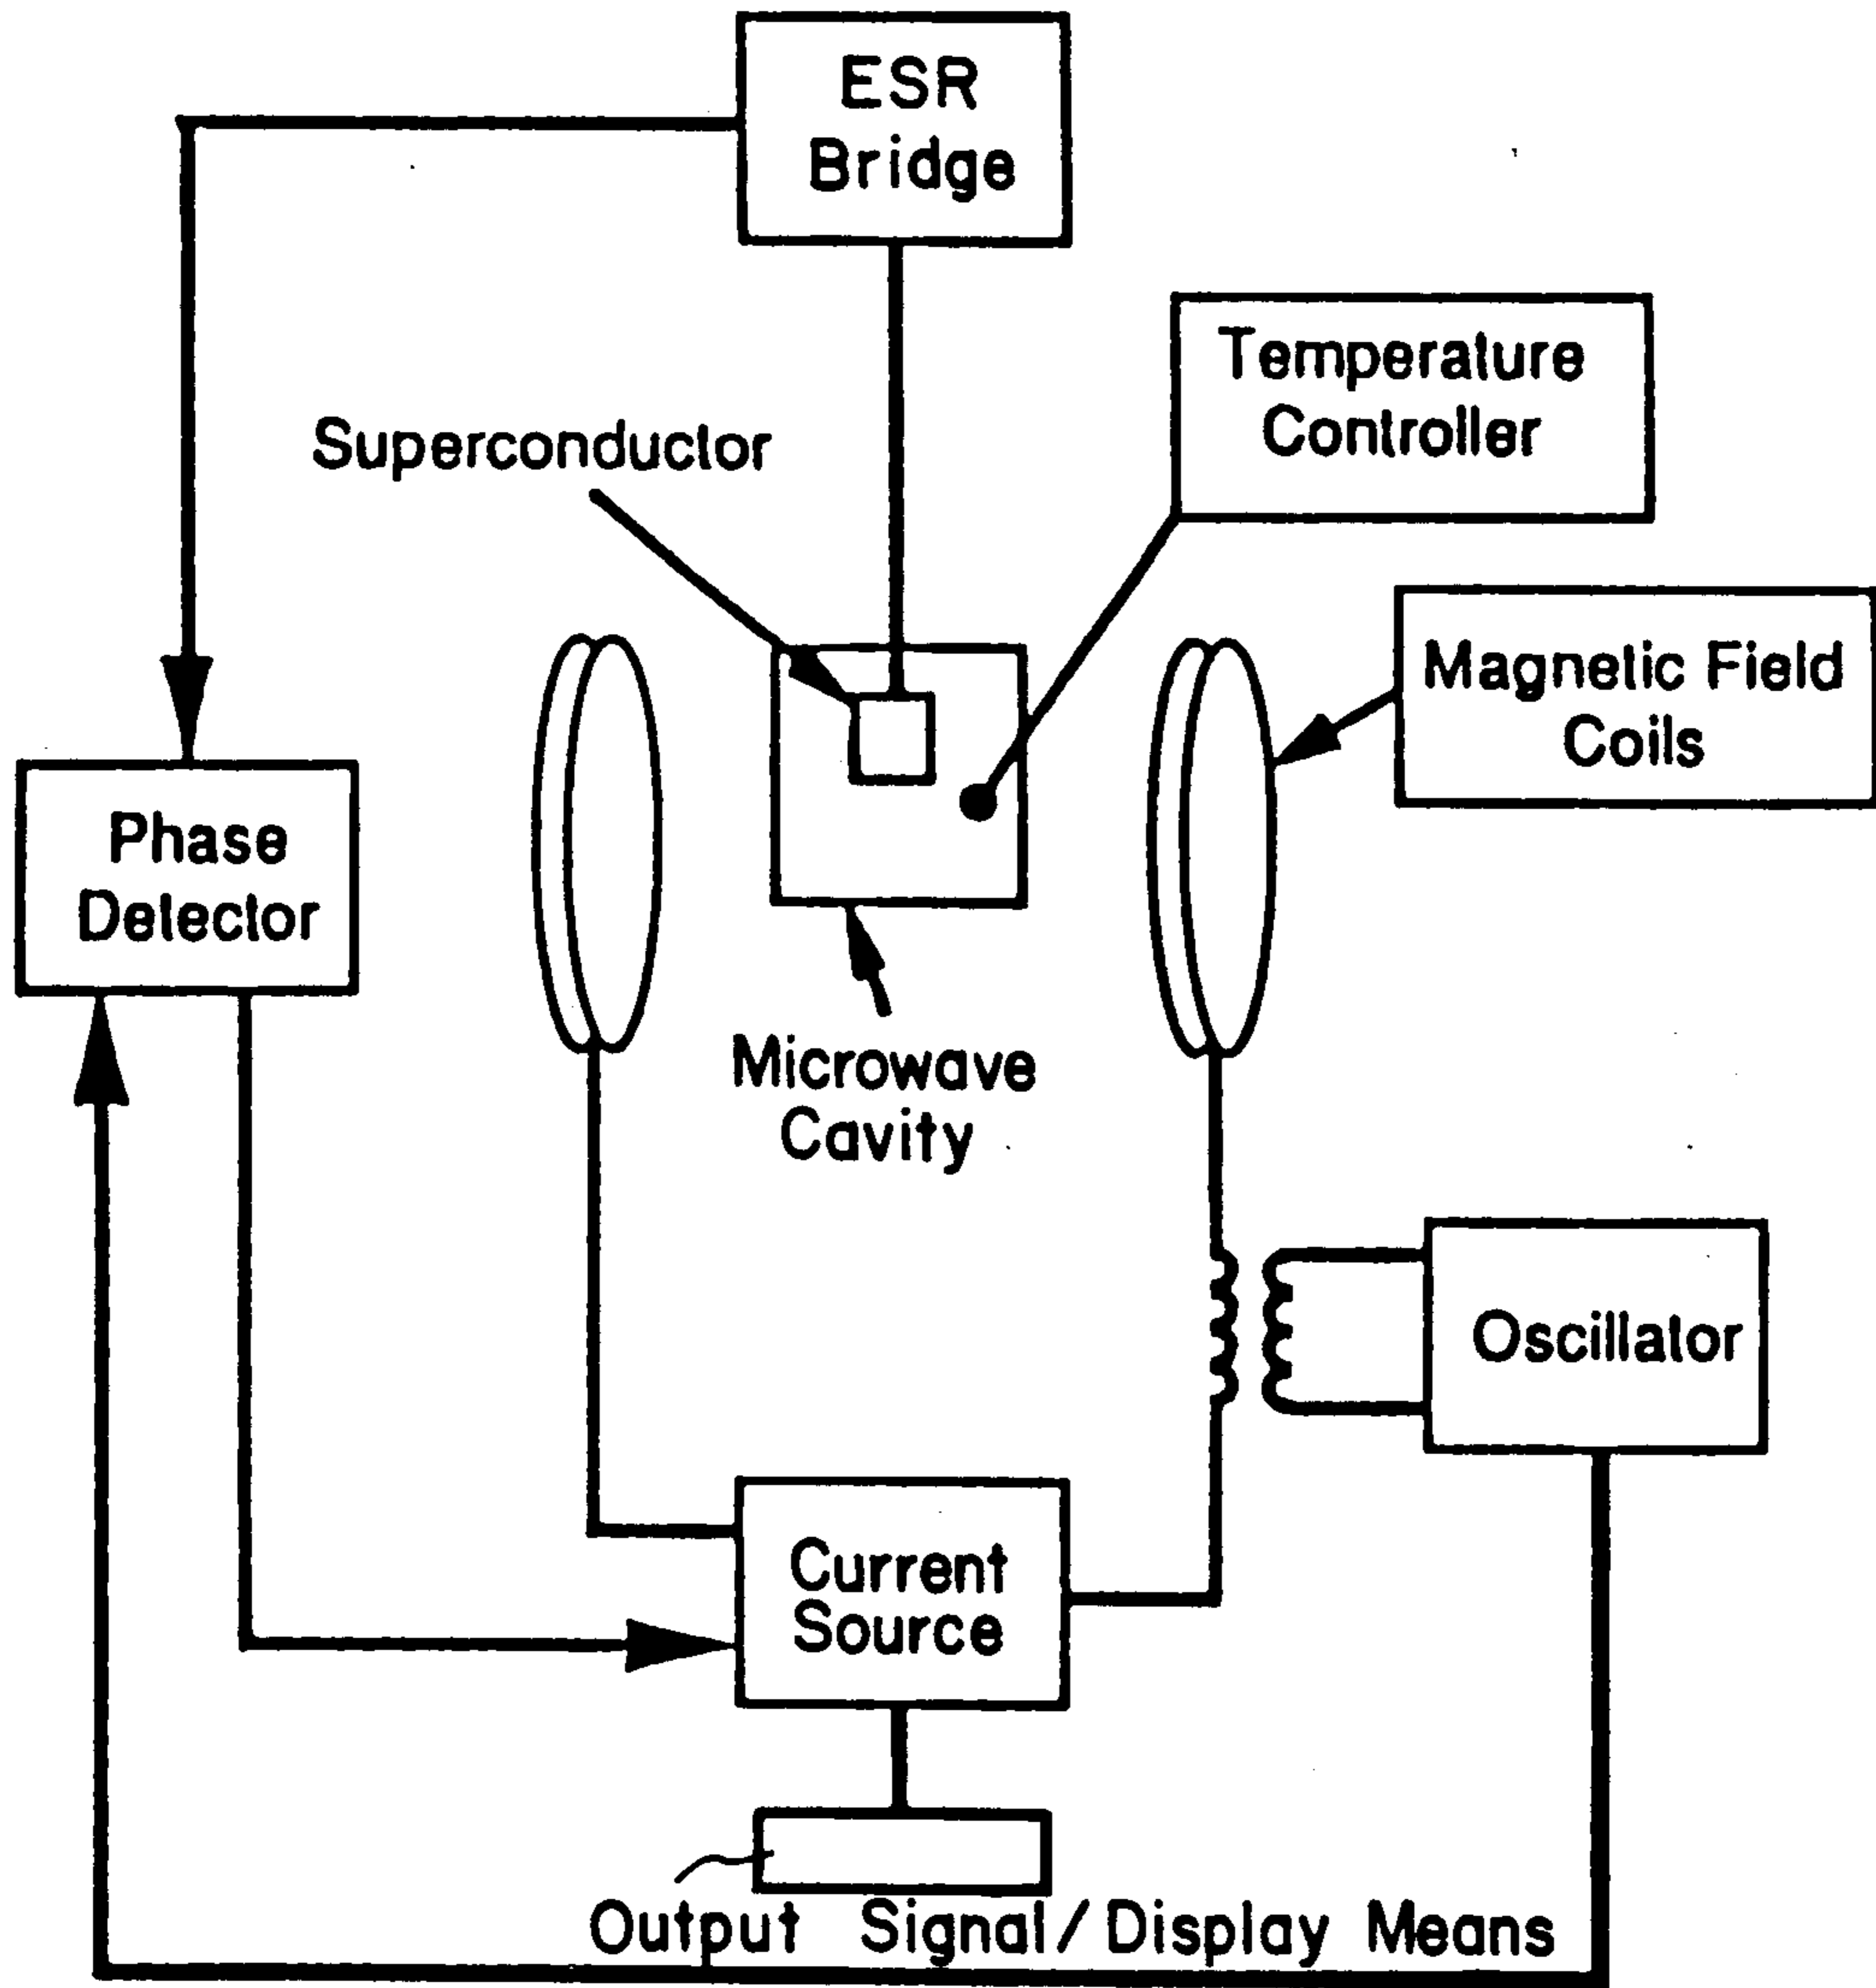 ESR
Bridge
Temperature
Controller
Superconductor
Magnetic Field
Coils
Phase
Detector
Microwave
Cavity
Oscillator
Current
Source
Output Signal/Display Means